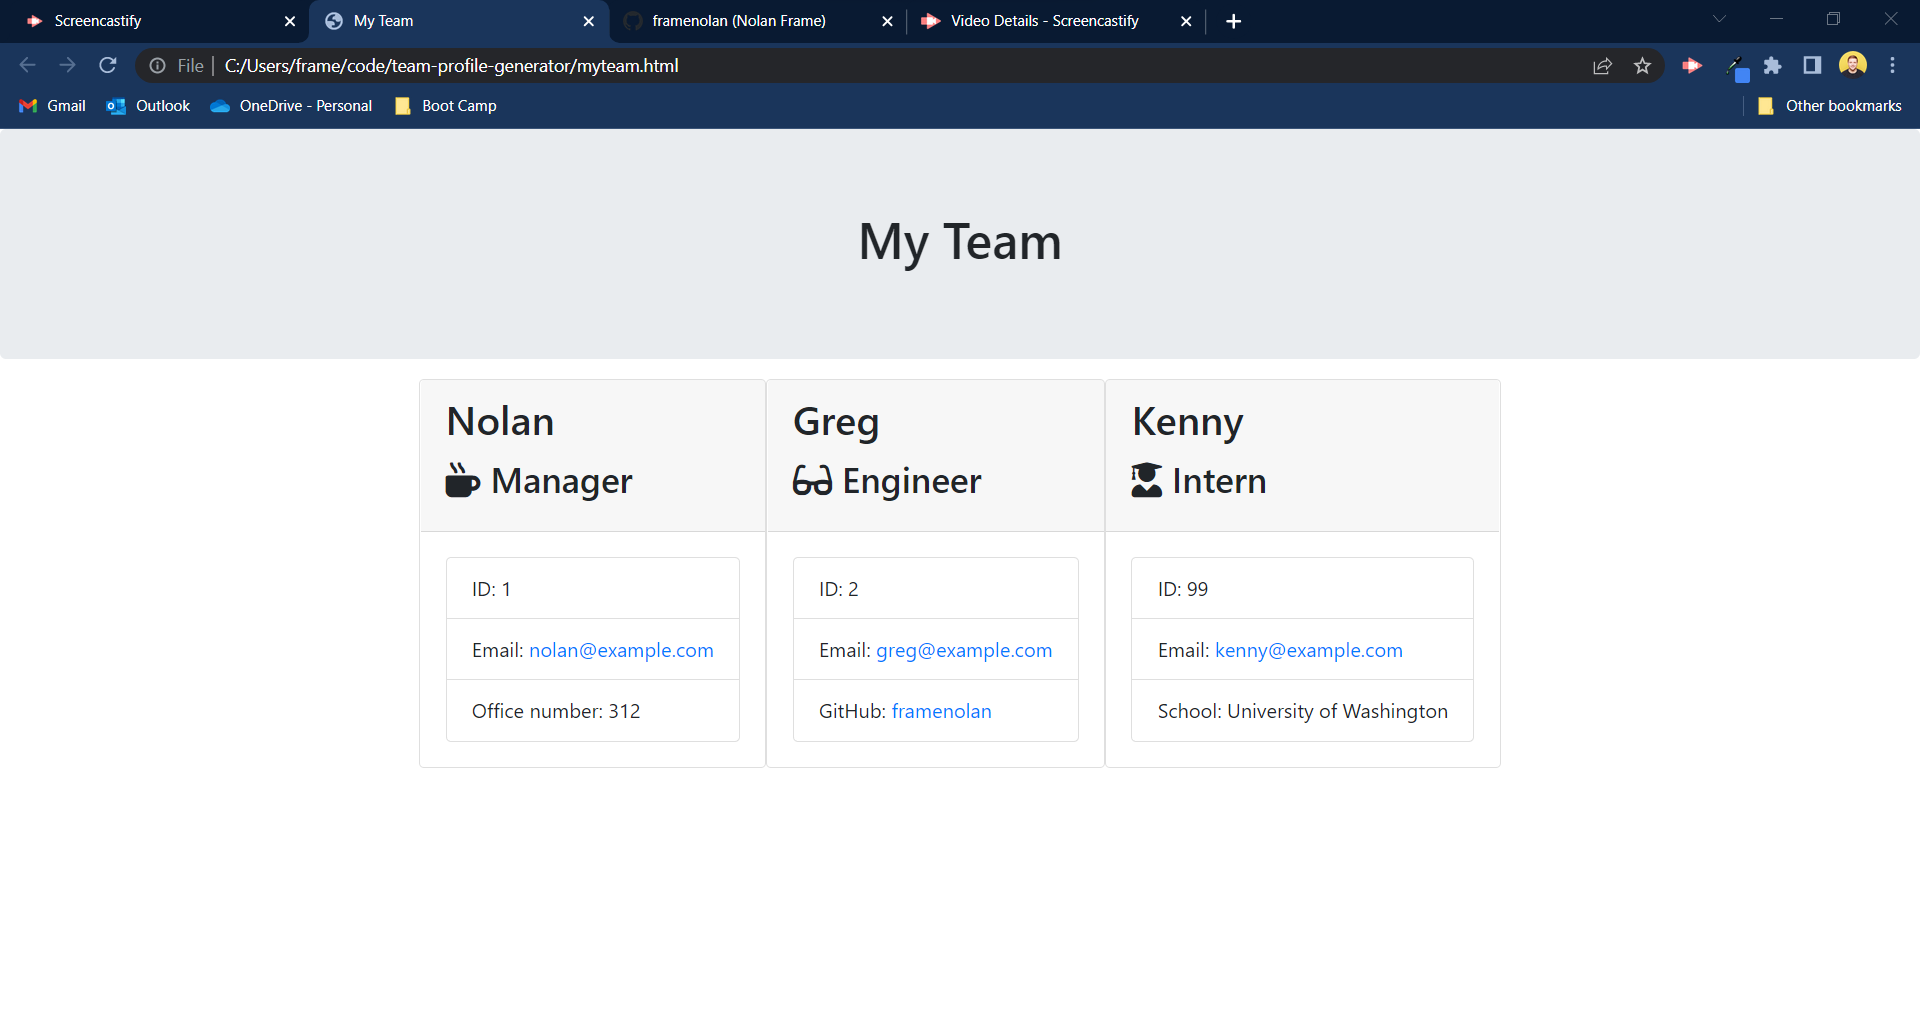 Screencastify
My Team
framenolan (Nolan Frame)
Video Details - Screencastify
File
C:/Users/frame/code/team-profile-generator/myteam.html
Gmail
Outlook
OneDrive - Personal
Boot Camp
Other bookmarks
My Team
Nolan
Manager
ID: 1
Email: nolan@example.com
Office number: 312
Greg
Engineer
ID: 2
Email: greg@example.com
GitHub: framenolan
Kenny
Intern
ID: 99
Email: kenny@example.com
School: University of Washington